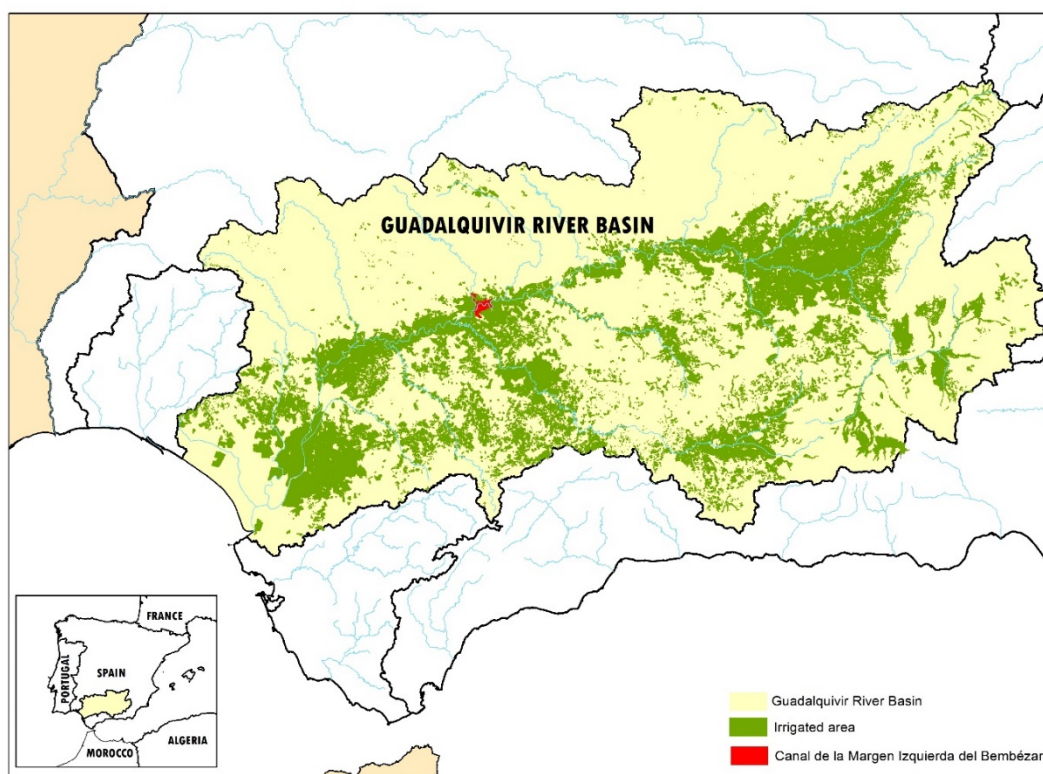 GUADALQUIVIR RIVER BASIN
FRANCE
PORTUGAL
SPAIN
MOROCCO
ALGERIA
Guadalquivir River Basin
Irrigated area
Canal de la Margen Izquierda del Bembézar